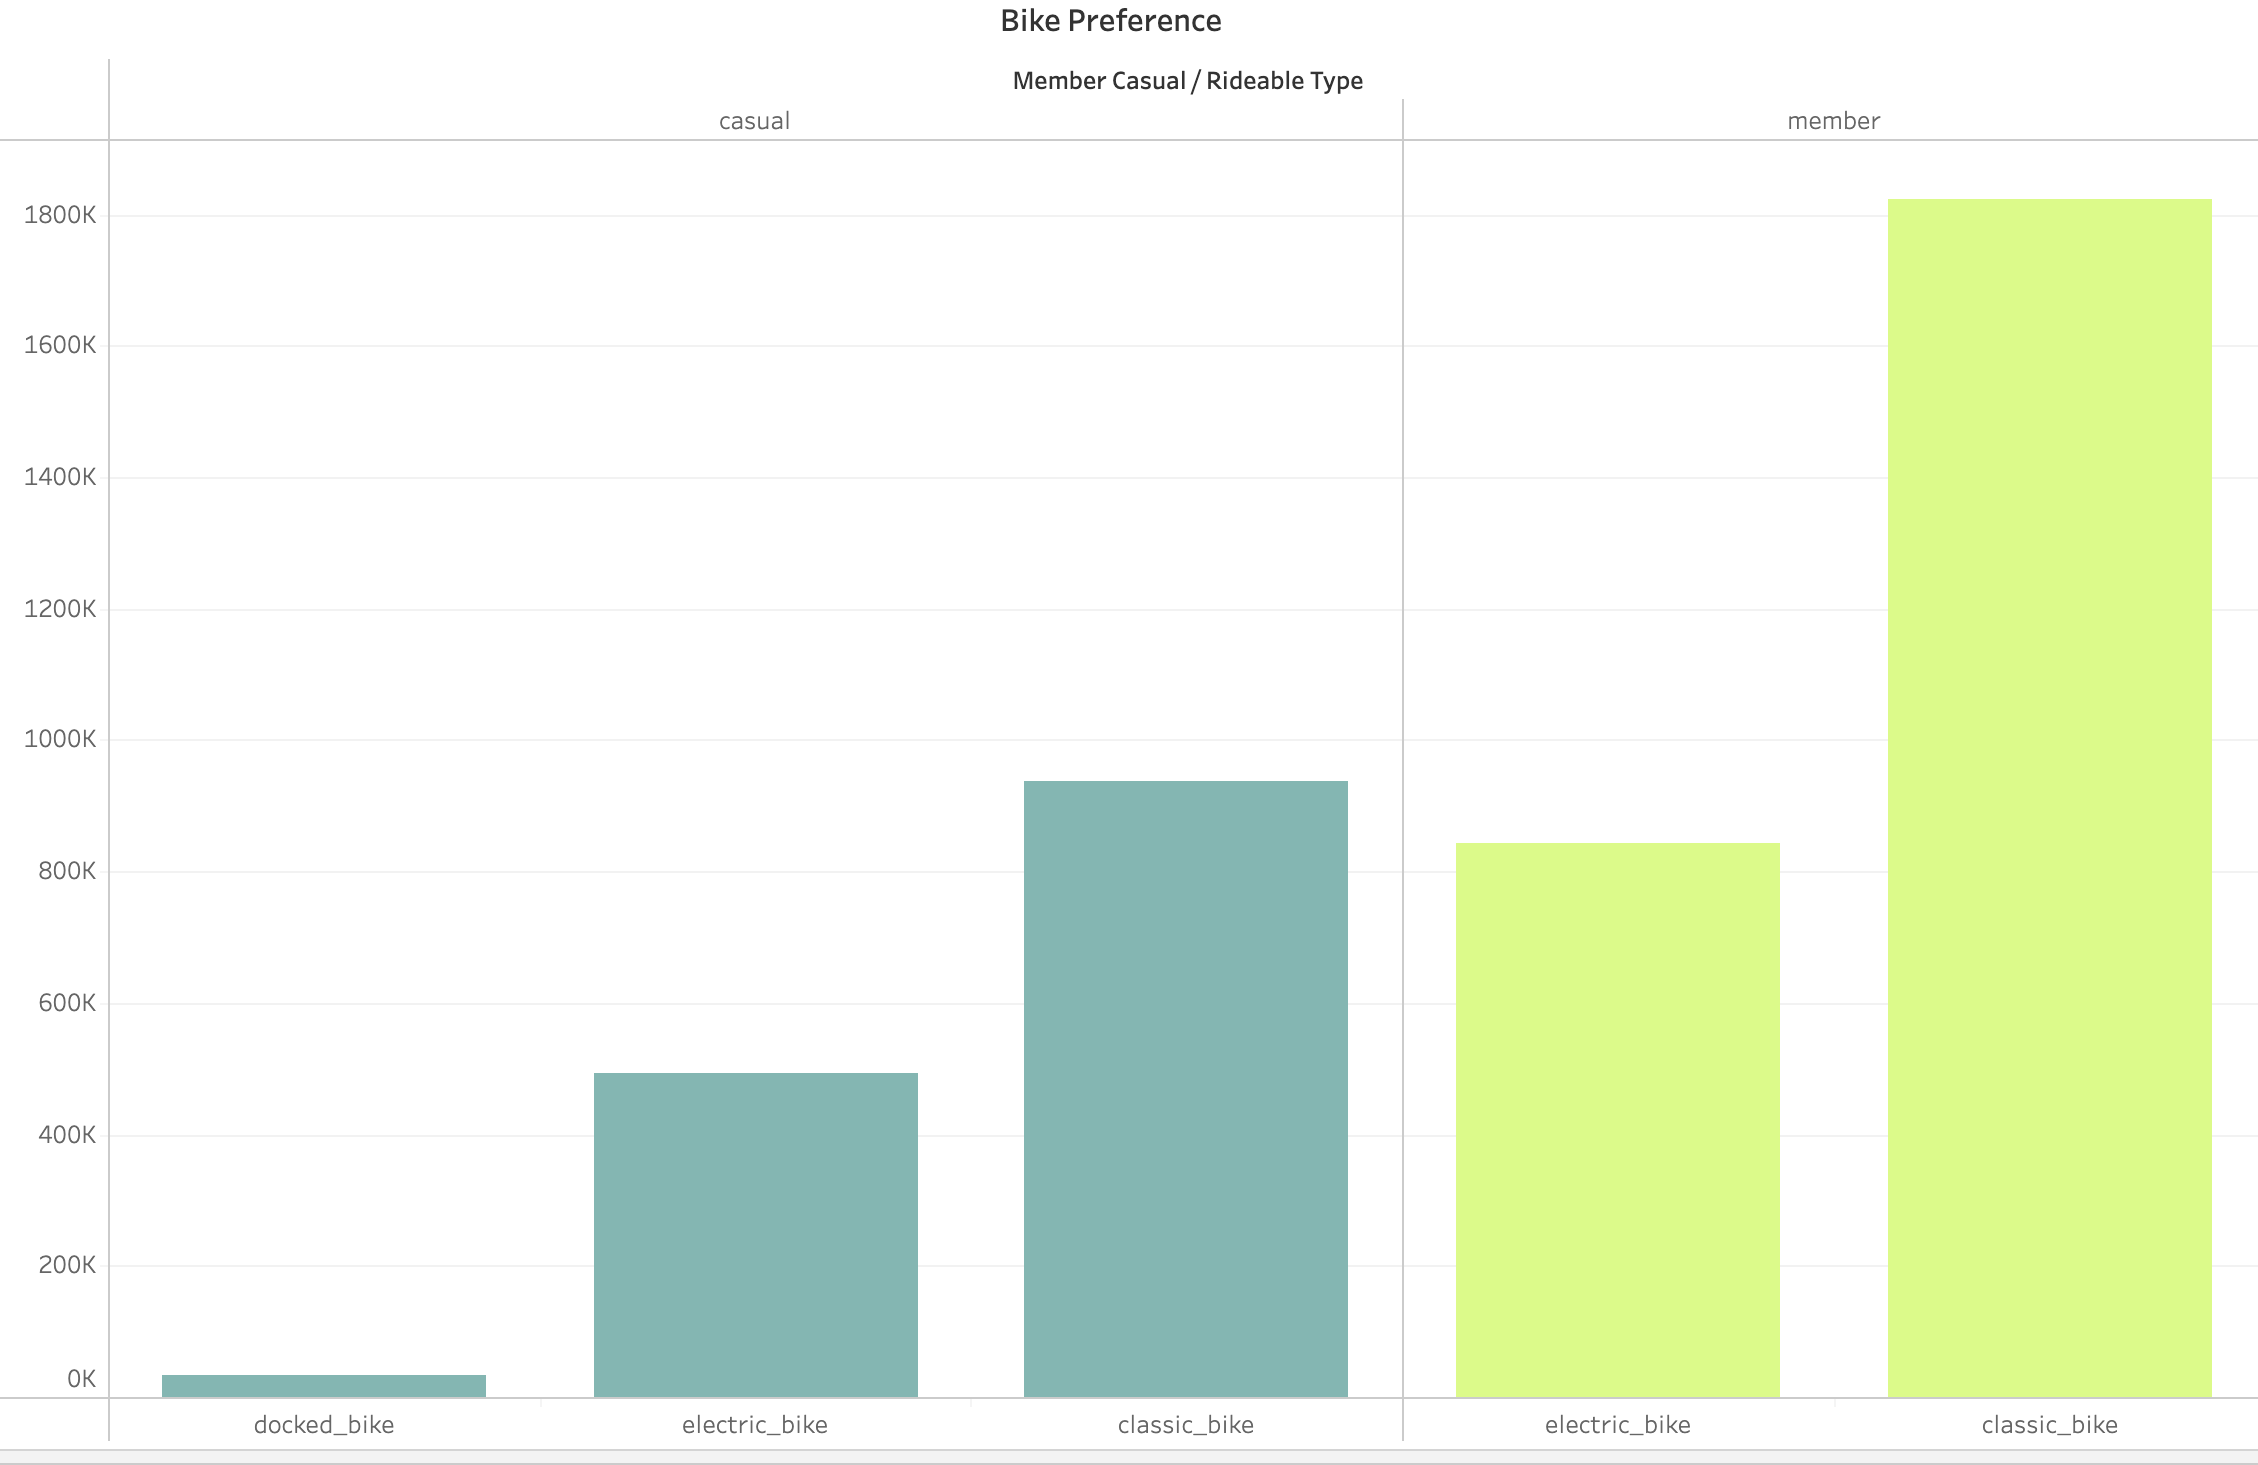 Bike Preference
Member Casual / Rideable Type
casual
member
1800K
1600K
1400K
1200K
1000K
800K
600K
400K
200K
0K
docked_bike
electric_bike
classic_bike
electric_bike
classic_bike